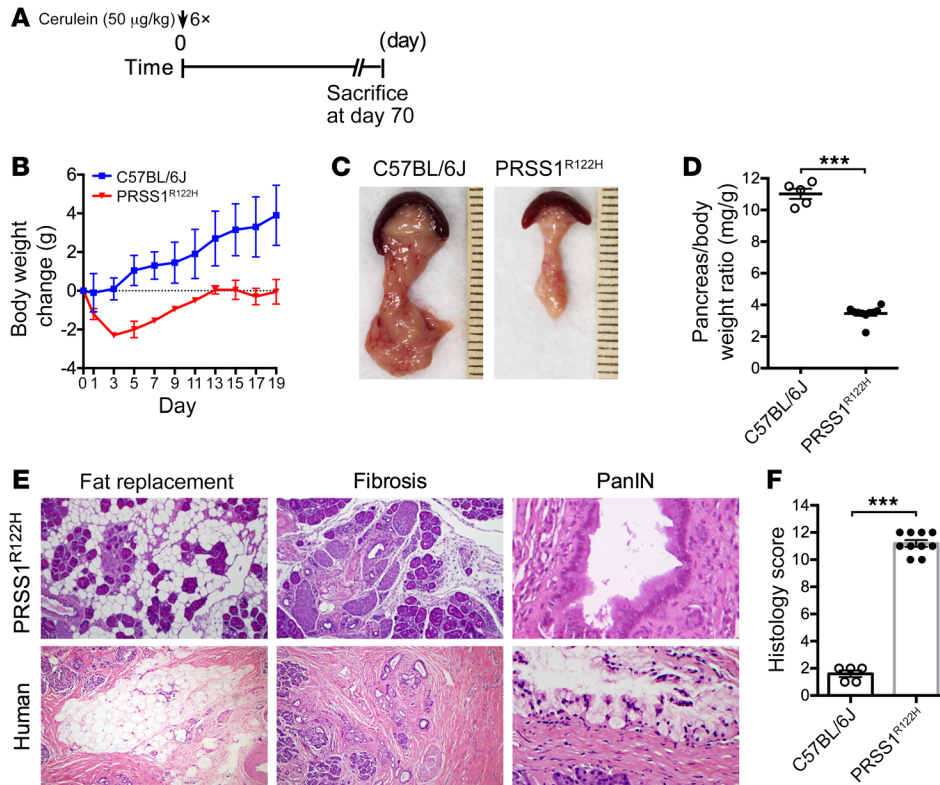 A
Cerulein (50 µg/kg) 6×
0 (day)
Time
Sacrifice
at day 70
B
C57BL/6J
PRSS1R122H
Body weight
change (g)
6
4
2
0
-2
-4
0 1 3 5 7 9 11 13 15 17 19
Day
C
C57BL/6J PRSS1R122H
D
***
Pancreas/body
weight ratio (mg/g)
12
10
8
6
4
2
0
C57BL/6J
PRSS1R122H
E
Fat replacement Fibrosis PanIN
PRSS1R122H
Human
F
***
Histology score
14
12
10
8
6
4
2
0
C57BL/6J
PRSS1R122H